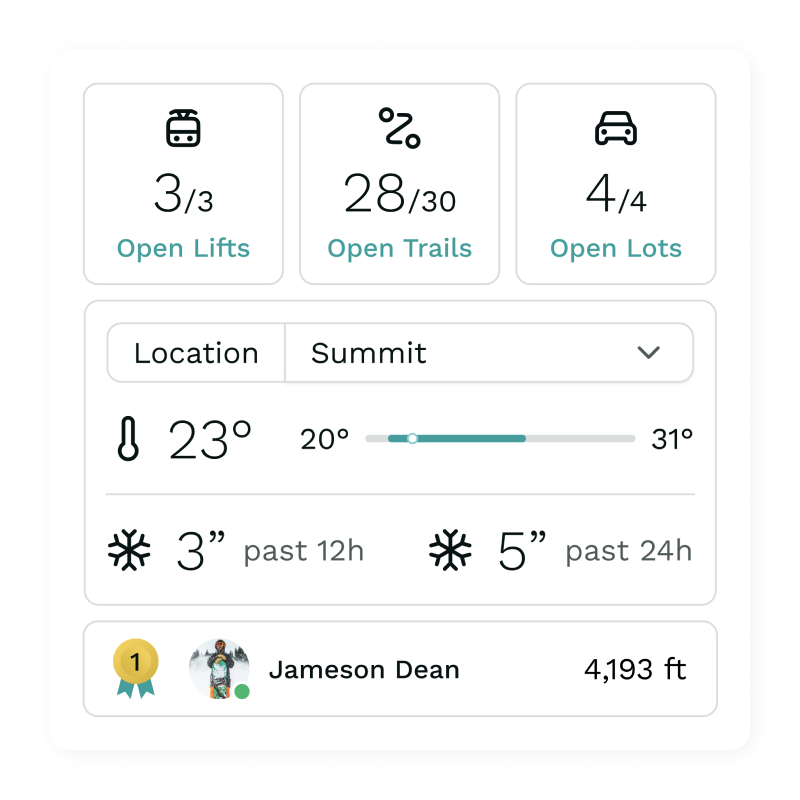 3/3 28/30 4/4
Open Lifts Open Trails Open Lots
Location Summit
23° 20° 31°
3” past 12h 5” past 24h
1 Jameson Dean 4,193 ft